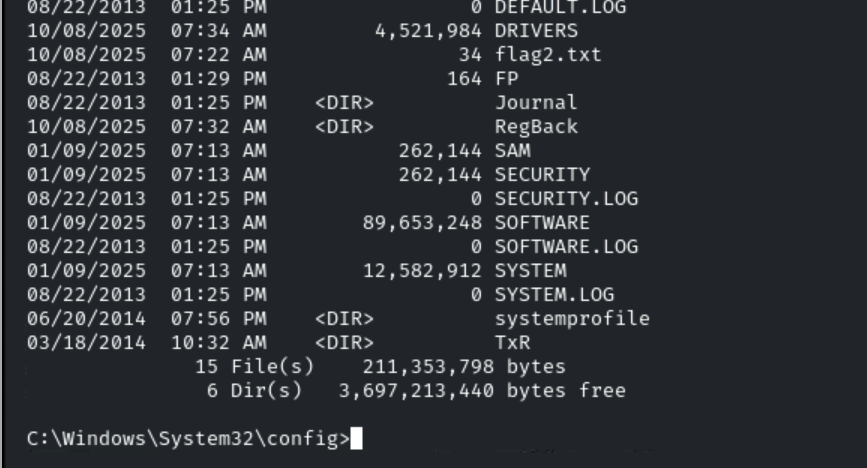 08/22/2013  01:25 PM                 0 DEFAULT.LOG
10/08/2025  07:34 AM         4,521,984 DRIVERS
10/08/2025  07:22 AM                34 flag2.txt
08/22/2013  01:29 PM               164 FP
08/22/2013  01:25 PM    <DIR>          Journal
10/08/2025  07:32 AM    <DIR>          RegBack
01/09/2025  07:13 AM           262,144 SAM
01/09/2025  07:13 AM           262,144 SECURITY
08/22/2013  01:25 PM                 0 SECURITY.LOG
01/09/2025  07:13 AM        89,653,248 SOFTWARE
08/22/2013  01:25 PM                 0 SOFTWARE.LOG
01/09/2025  07:13 AM        12,582,912 SYSTEM
08/22/2013  01:25 PM                 0 SYSTEM.LOG
06/20/2014  07:56 PM    <DIR>          systemprofile
03/18/2014  10:32 AM    <DIR>          TxR
              15 File(s)    211,353,798 bytes
               6 Dir(s)   3,697,213,440 bytes free
C:\Windows\System32\config>